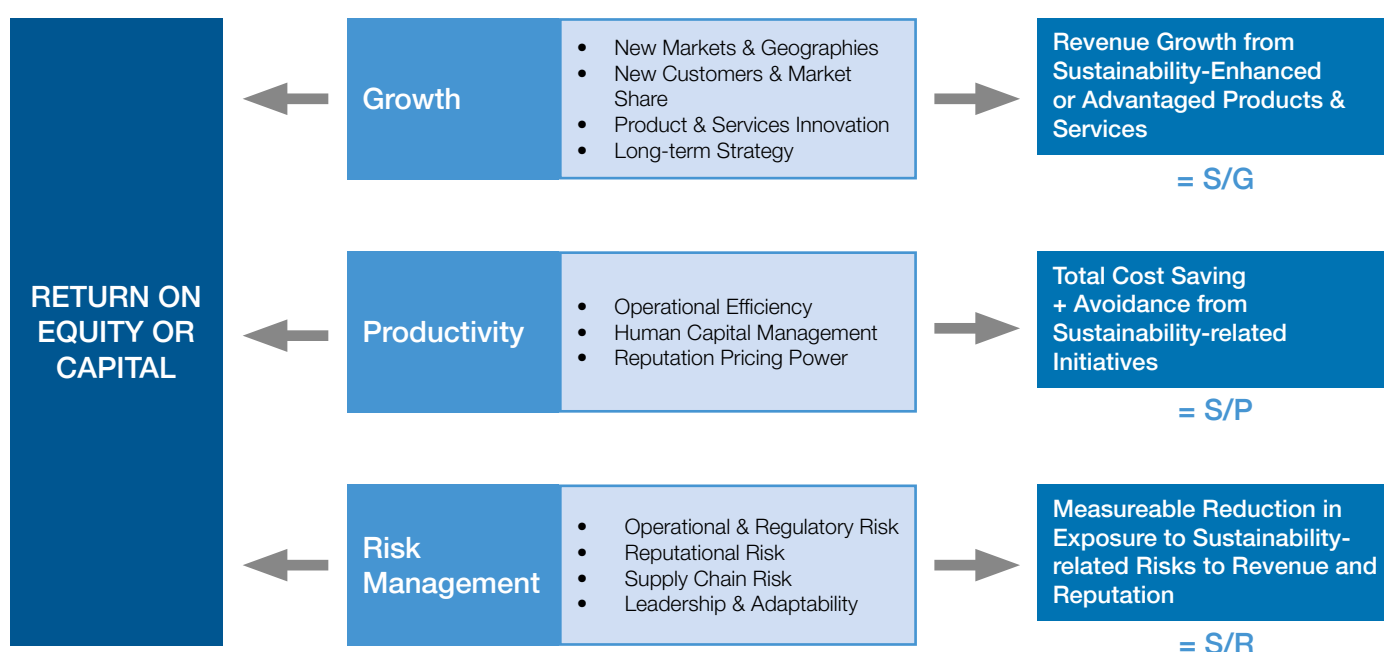 RETURN ON
EQUITY OR
CAPITAL
Growth
• New Markets & Geographies
• New Customers & Market
Share
• Product & Services Innovation
• Long-term Strategy
Revenue Growth from
Sustainability-Enhanced
or Advantaged Products &
Services
= S/G
Productivity
• Operational Efficiency
• Human Capital Management
• Reputation Pricing Power
Total Cost Saving
+ Avoidance from
Sustainability-related
Initiatives
= S/P
Risk
Management
• Operational & Regulatory Risk
• Reputational Risk
• Supply Chain Risk
• Leadership & Adaptability
Measureable Reduction in
Exposure to Sustainability-
related Risks to Revenue and
Reputation
= S/R